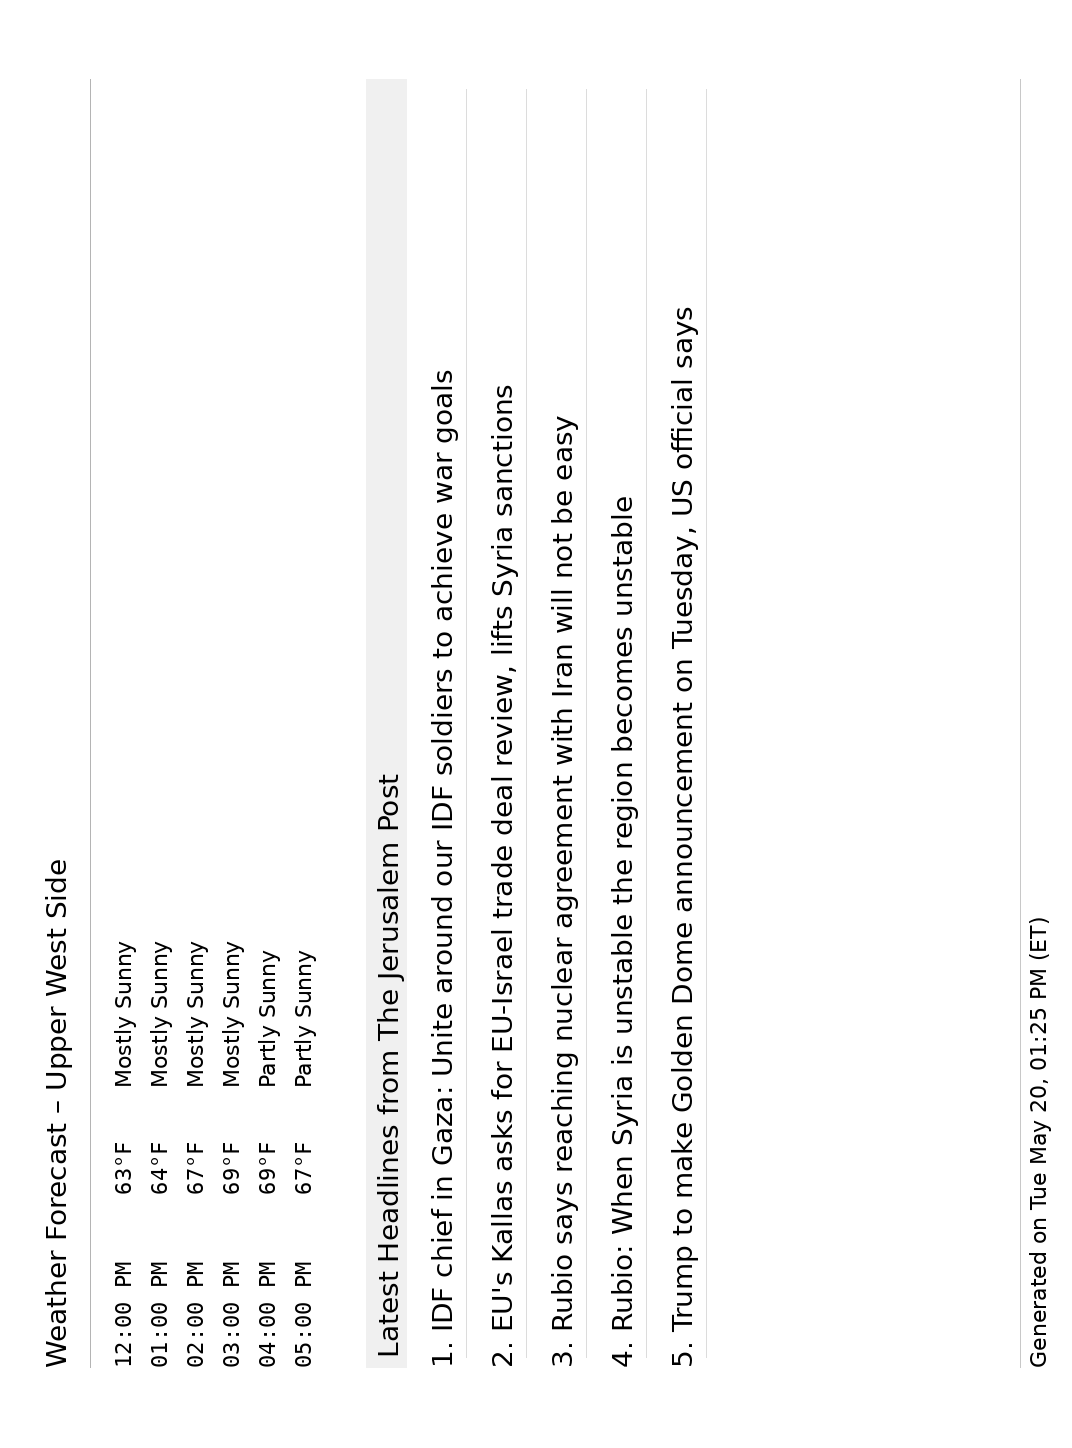 Weather Forecast – Upper West Side
12:00 PM 63°F Mostly Sunny
01:00 PM 64°F Mostly Sunny
02:00 PM 67°F Mostly Sunny
03:00 PM 69°F Mostly Sunny
04:00 PM 69°F Partly Sunny
05:00 PM 67°F Partly Sunny
Latest Headlines from The Jerusalem Post
1. IDF chief in Gaza: Unite around our IDF soldiers to achieve war goals
2. EU's Kallas asks for EU-Israel trade deal review, lifts Syria sanctions
3. Rubio says reaching nuclear agreement with Iran will not be easy
4. Rubio: When Syria is unstable the region becomes unstable
5. Trump to make Golden Dome announcement on Tuesday, US official says
Generated on Tue May 20, 01:25 PM (ET)